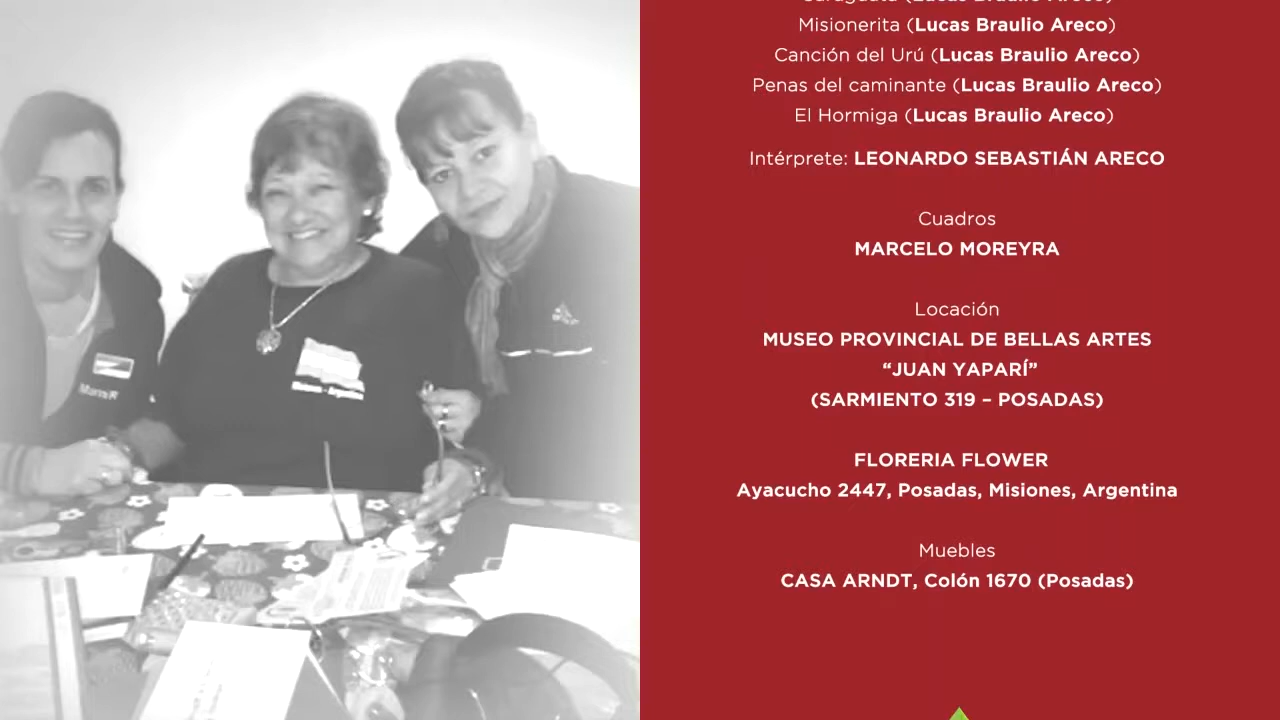 Misionerita (Lucas Braulio Areco)
Canción del Urú (Lucas Braulio Areco)
Penas del caminante (Lucas Braulio Areco)
El Hormiga (Lucas Braulio Areco)
Intérprete: LEONARDO SEBASTIÁN ARECO
Cuadros
MARCELO MOREYRA
Locación
MUSEO PROVINCIAL DE BELLAS ARTES
“JUAN YAPARÍ”
(SARMIENTO 319 – POSADAS)
FLORERIA FLOWER
Ayacucho 2447, Posadas, Misiones, Argentina
Muebles
CASA ARNDT, Colón 1670 (Posadas)